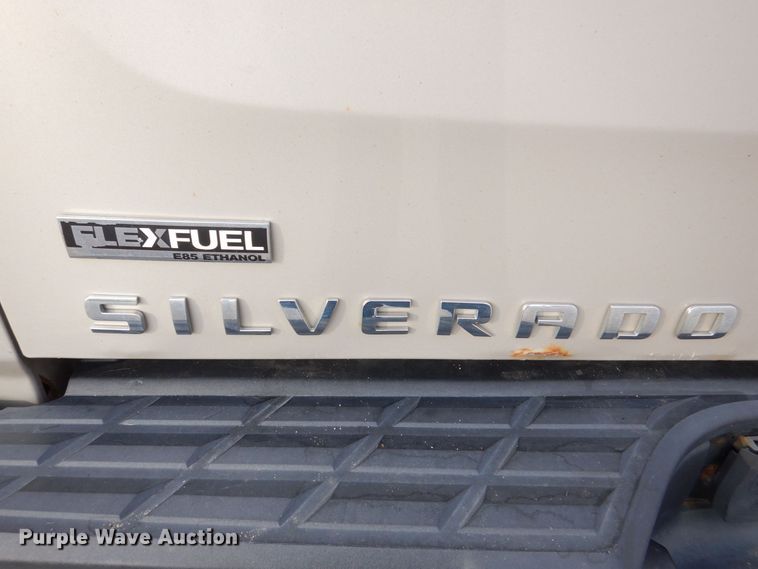 FLEXFUEL
E85 ETHANOL
SILVERADO
Purple Wave Auction